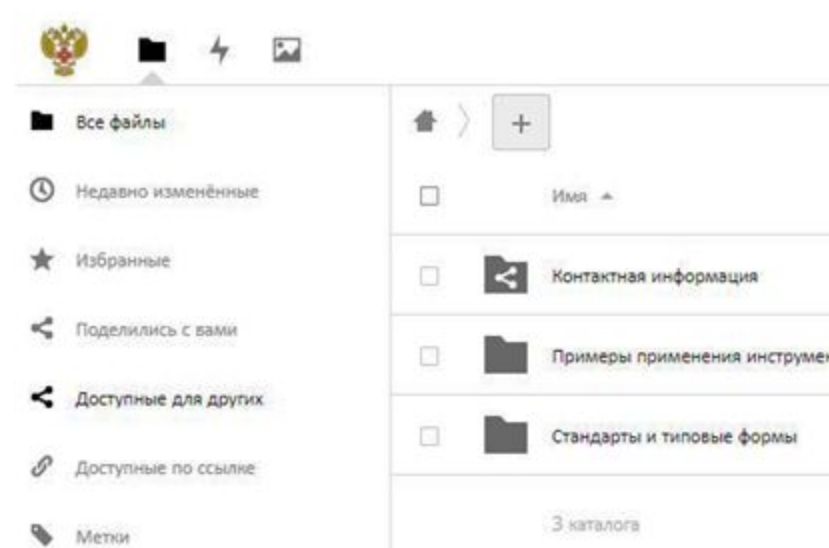 Все файлы
Недавно изменённые
Избранные
Поделились с вами
Доступные для других
Доступные по ссылке
Метки
Имя
Контактная информация
Примеры применения
Стандарты и типовые формы
3 каталога